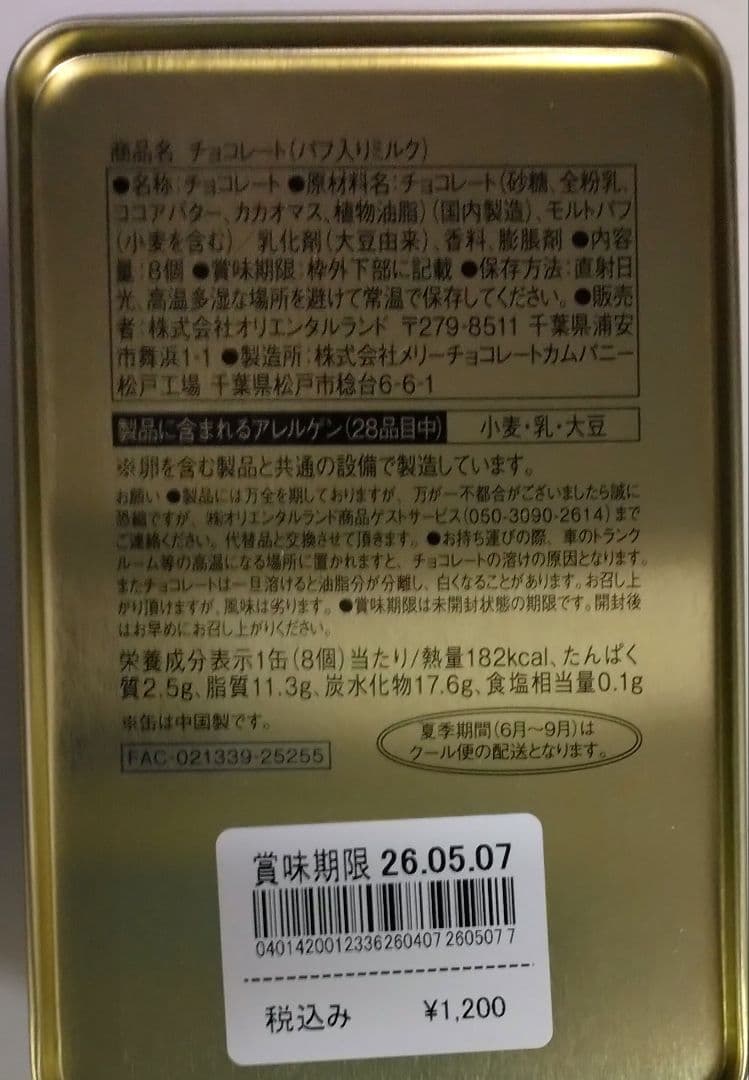 商品名 チョコレート(パフ入りミルク)
●名称:チョコレート ●原材料名:チョコレート(砂糖、全粉乳、
ココアバター、カカオマス、植物油脂)(国内製造)、モルトパフ
(小麦を含む)/乳化剤(大豆由来)、香料、膨脹剤 ●内容
量:8個 ●賞味期限:枠外下部に記載 ●保存方法:直射日
光、高温多湿な場所を避けて常温で保存してください。●販売
者:株式会社オリエンタルランド 〒279-8511 千葉県浦安
市舞浜1-1 ●製造所:株式会社メリーチョコレートカムパニー
松戸工場 千葉県松戸市稔台6-6-1
製品に含まれるアレルゲン(28品目中) 小麦・乳・大豆
※卵を含む製品と共通の設備で製造しています。
お願い ●製品には万全を期しておりますが、万が一不都合がございましたら誠に
恐縮ですが、㈱オリエンタルランド商品ゲストサービス(050-3090-2614)まで
ご連絡ください。代替品と交換させて頂きます。●お持ち運びの際、車のトランク
ルーム等の高温になる場所に置かれますと、チョコレートの溶けの原因となります。
またチョコレートは一旦溶けると油脂分が分離し、白くなることがあります。お召し上
がり頂けますが、風味は劣ります。●賞味期限は未開封状態の期限です。開封後
はお早めにお召し上がりください。
栄養成分表示1缶(8個)当たり/熱量182kcal、たんぱく
質2.5g、脂質11.3g、炭水化物17.6g、食塩相当量0.1g
※缶は中国製です。
FAC-021339-25255
夏季期間(6月～9月)は
クール便の配送となります。
賞味期限 26.05.07
0401420012336260407260507 7
税込み ¥1,200